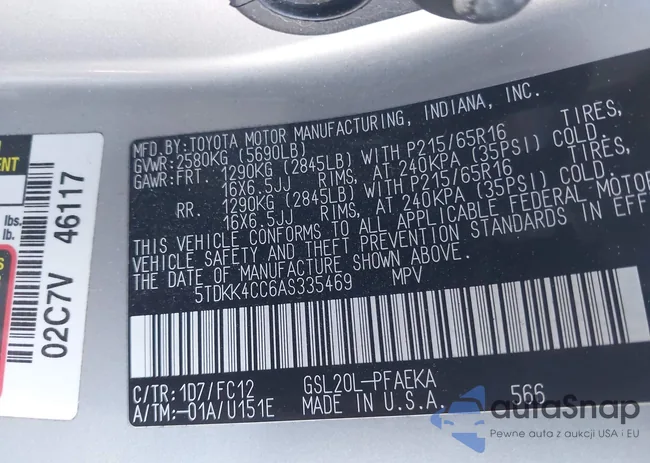 MFD.BY:TOYOTA MOTOR MANUFACTURING, INDIANA, INC.
GVWR:2580KG (5690LB)
GAWR:FRT. 1290KG (2845LB) WITH P215/65R16 TIRES,
16X6.5JJ RIMS, AT 240KPA (35PSI) COLD.
RR. 1290KG (2845LB) WITH P215/65R16 TIRES,
16X6.5JJ RIMS, AT 240KPA (35PSI) COLD.
THIS VEHICLE CONFORMS TO ALL APPLICABLE FEDERAL MOTOR
VEHICLE SAFETY AND THEFT PREVENTION STANDARDS IN EFF
THE DATE OF MANUFACTURE SHOWN ABOVE.
5TDKK4CC6AS335469 MPV
C/TR: 1D7/FC12 GSL20L-PFAEKA 566
A/TM:-01A/U151E MADE IN U.S.A.
lbs.
lb.
02C7V 46117
autoSnap
Pewne auta z aukcji USA i EU